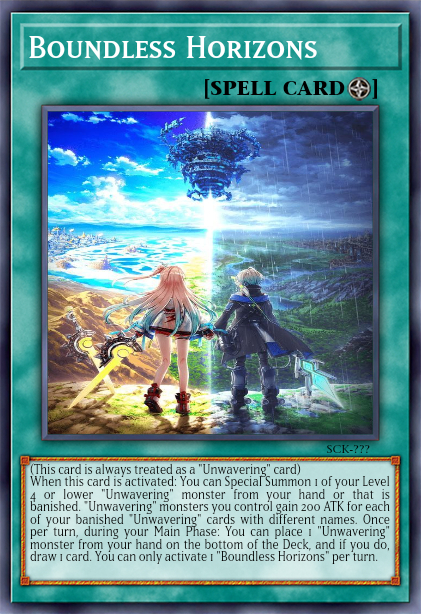 Boundless Horizons
[SPELL CARD]
SCK-???
(This card is always treated as a "Unwavering" card)
When this card is activated: You can Special Summon 1 of your Level
4 or lower "Unwavering" monster from your hand or that is
banished. "Unwavering" monsters you control gain 200 ATK for each
of your banished "Unwavering" cards with different names. Once
per turn, during your Main Phase: You can place 1 "Unwavering"
monster from your hand on the bottom of the Deck, and if you do,
draw 1 card. You can only activate 1 "Boundless Horizons" per turn.